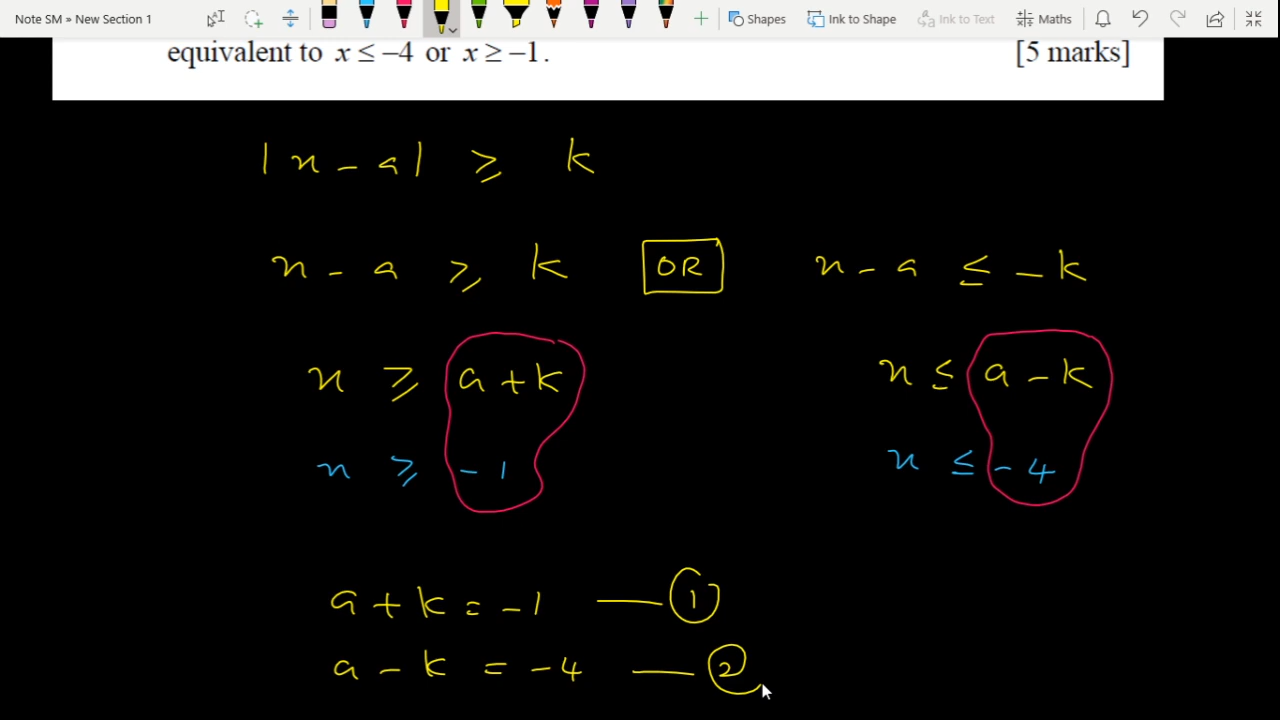 Note SM » New Section 1 Shapes Ink to Shape Ink to Text Maths
equivalent to x ≤ −4 or x ≥ −1. [5 marks]
|x − a| ≥ k
x − a ≥ k OR x − a ≤ −k
x ≥ a + k x ≤ a − k
x ≥ −1 x ≤ −4
a + k = −1 — ①
a − k = −4 — ②